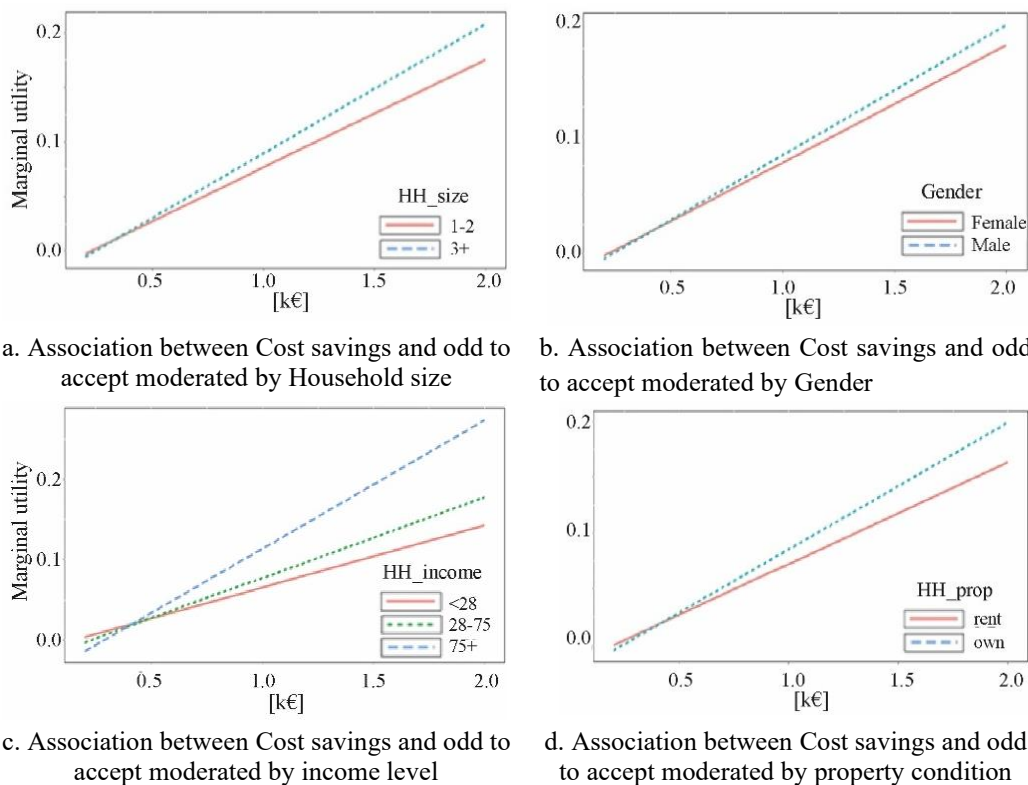 0.2
0.1
0.0
Marginal utility
HH_size
1-2
3+
0.5
1.0
1.5
2.0
[k€]
a. Association between Cost savings and odd to
accept moderated by Household size
0.2
0.1
0.0
Gender
Female
Male
0.5
1.0
1.5
2.0
[k€]
b. Association between Cost savings and odd
to accept moderated by Gender
0.2
0.1
0.0
Marginal utility
HH_income
<28
28-75
75+
0.5
1.0
1.5
2.0
[k€]
c. Association between Cost savings and odd to
accept moderated by income level
0.2
0.1
0.0
HH_prop
rent
own
0.5
1.0
1.5
2.0
[k€]
d. Association between Cost savings and odd
to accept moderated by property condition